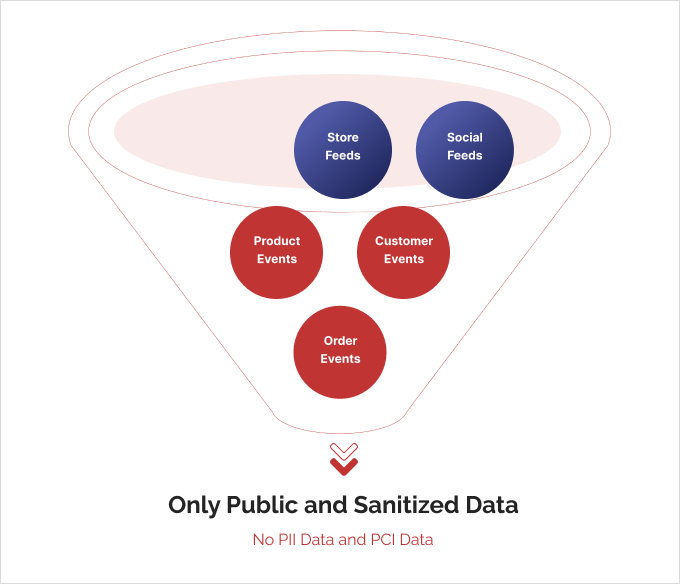 Store
Feeds
Social
Feeds
Product
Events
Customer
Events
Order
Events
Only Public and Sanitized Data
No PII Data and PCI Data